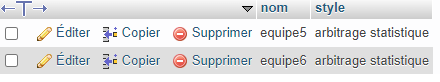 nom style
Éditer Copier Supprimer equipe5 arbitrage statistique
Éditer Copier Supprimer equipe6 arbitrage statistique